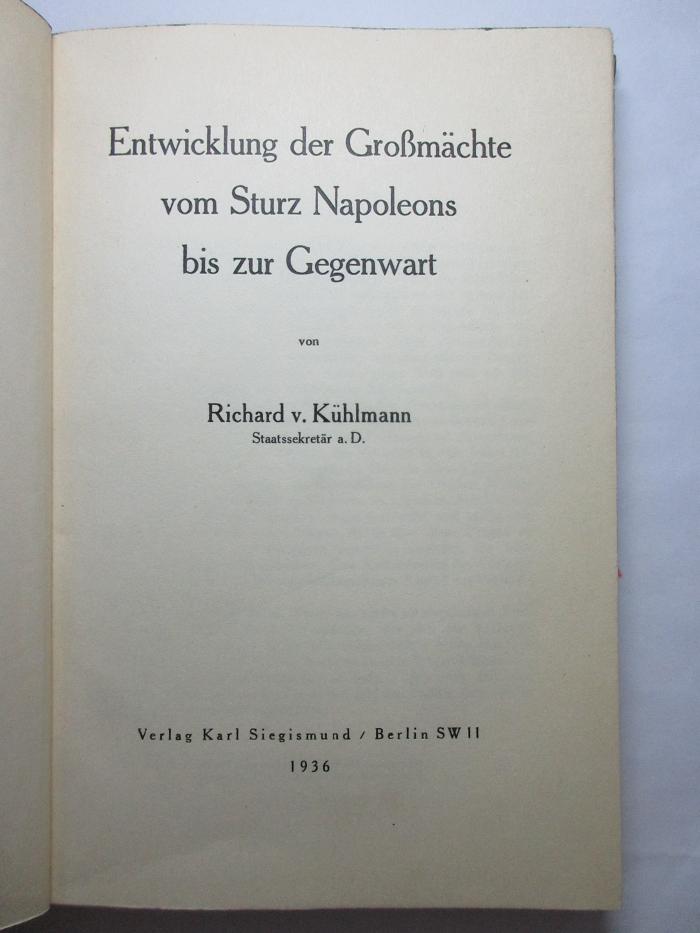 Entwicklung der Großmächte
vom Sturz Napoleons
bis zur Gegenwart
von
Richard v. Kühlmann
Staatssekretär a. D.
Verlag Karl Siegismund / Berlin SW 11
1936